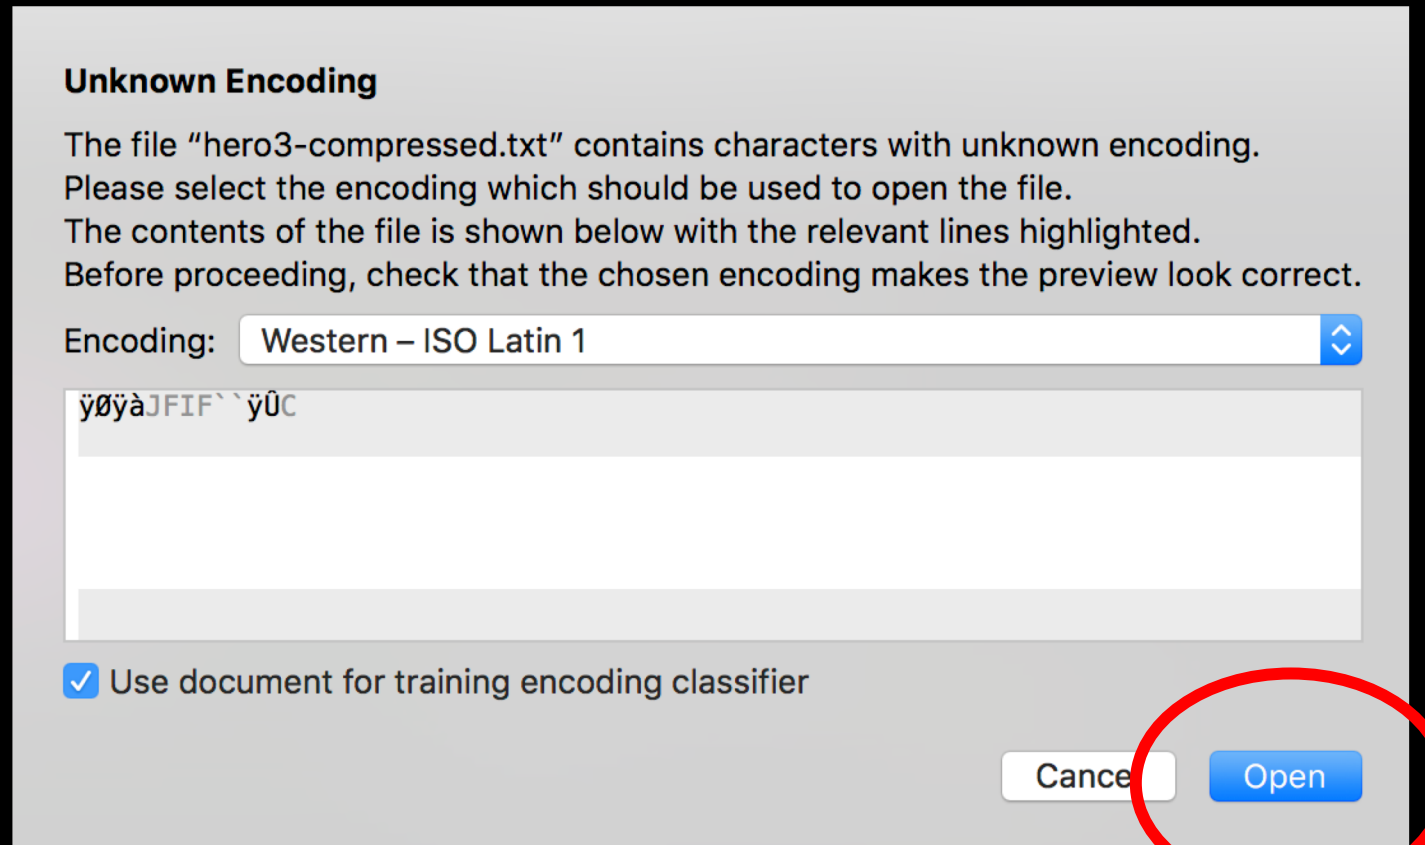 Unknown Encoding
The file “hero3-compressed.txt” contains characters with unknown encoding.
Please select the encoding which should be used to open the file.
The contents of the file is shown below with the relevant lines highlighted.
Before proceeding, check that the chosen encoding makes the preview look correct.
Encoding: Western – ISO Latin 1
ÿØÿàJFIF``ÿÛC
Use document for training encoding classifier
Cance Open